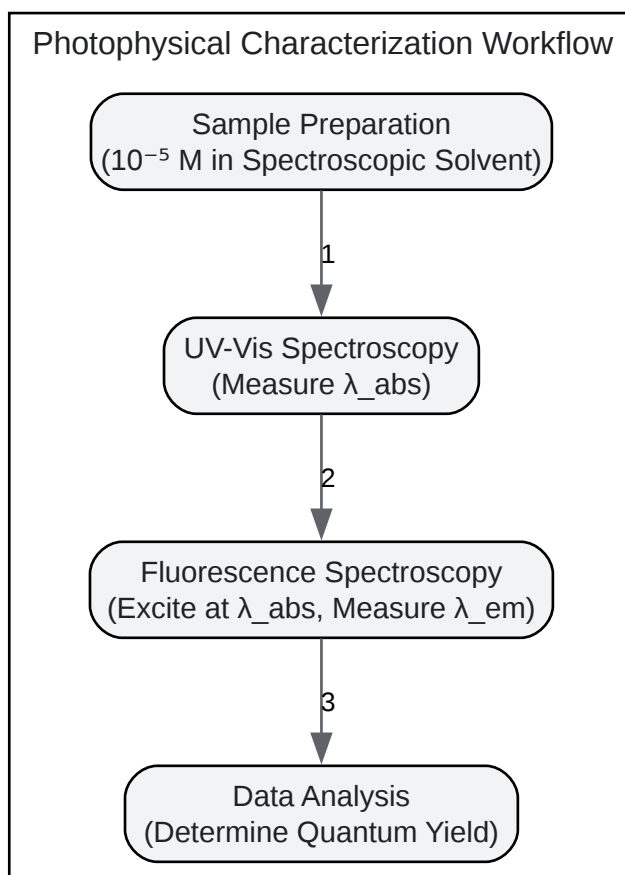 Photophysical Characterization Workflow
Sample Preparation
(10⁻⁵ M in Spectroscopic Solvent)
1
UV-Vis Spectroscopy
(Measure λ_abs)
2
Fluorescence Spectroscopy
(Excite at λ_abs, Measure λ_em)
3
Data Analysis
(Determine Quantum Yield)